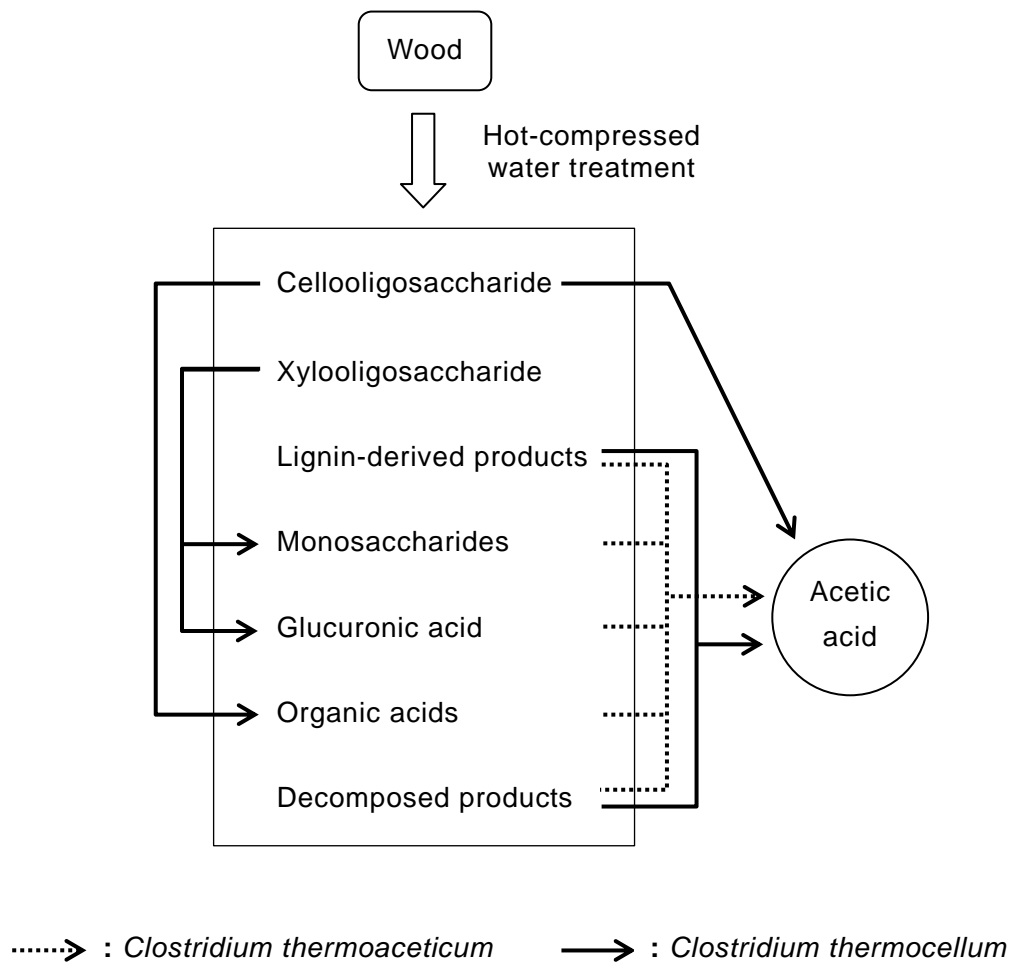 Wood
Hot-compressed
water treatment
Cellooligosaccharide
Xylooligosaccharide
Lignin-derived products
Monosaccharides
Glucuronic acid
Organic acids
Decomposed products
Acetic
acid
: Clostridium thermoaceticum
: Clostridium thermocellum